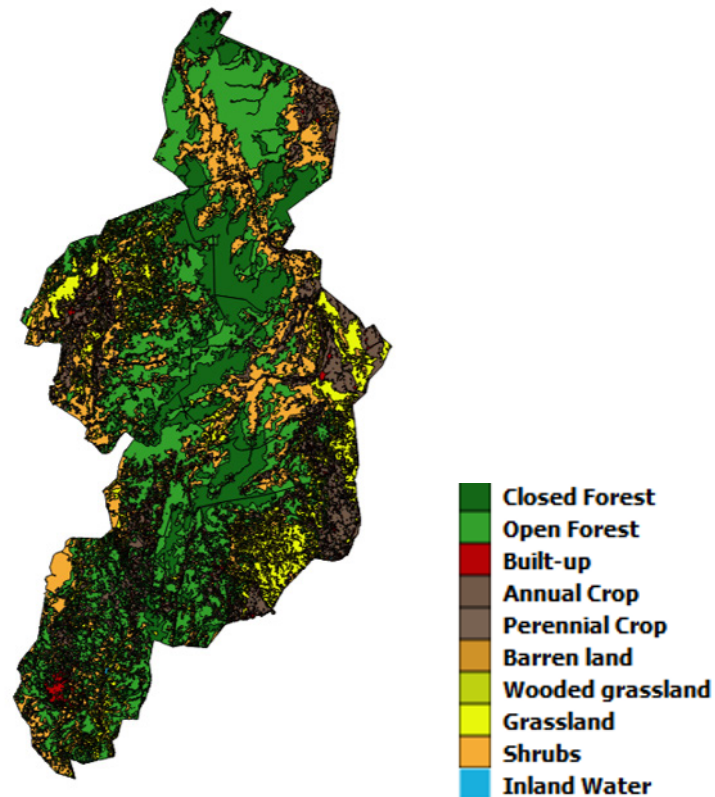 Closed Forest
Open Forest
Built-up
Annual Crop
Perennial Crop
Barren land
Wooded grassland
Grassland
Shrubs
Inland Water